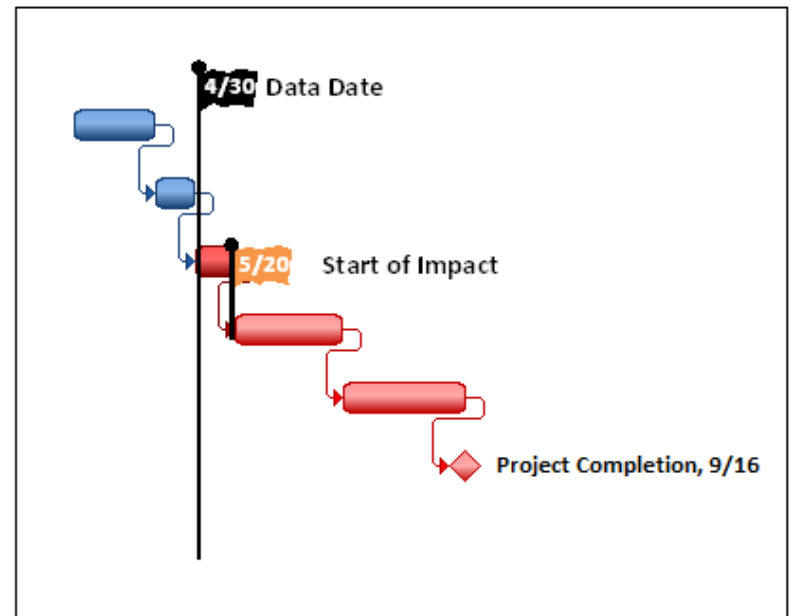 4/30 Data Date
5/20 Start of Impact
Project Completion, 9/16